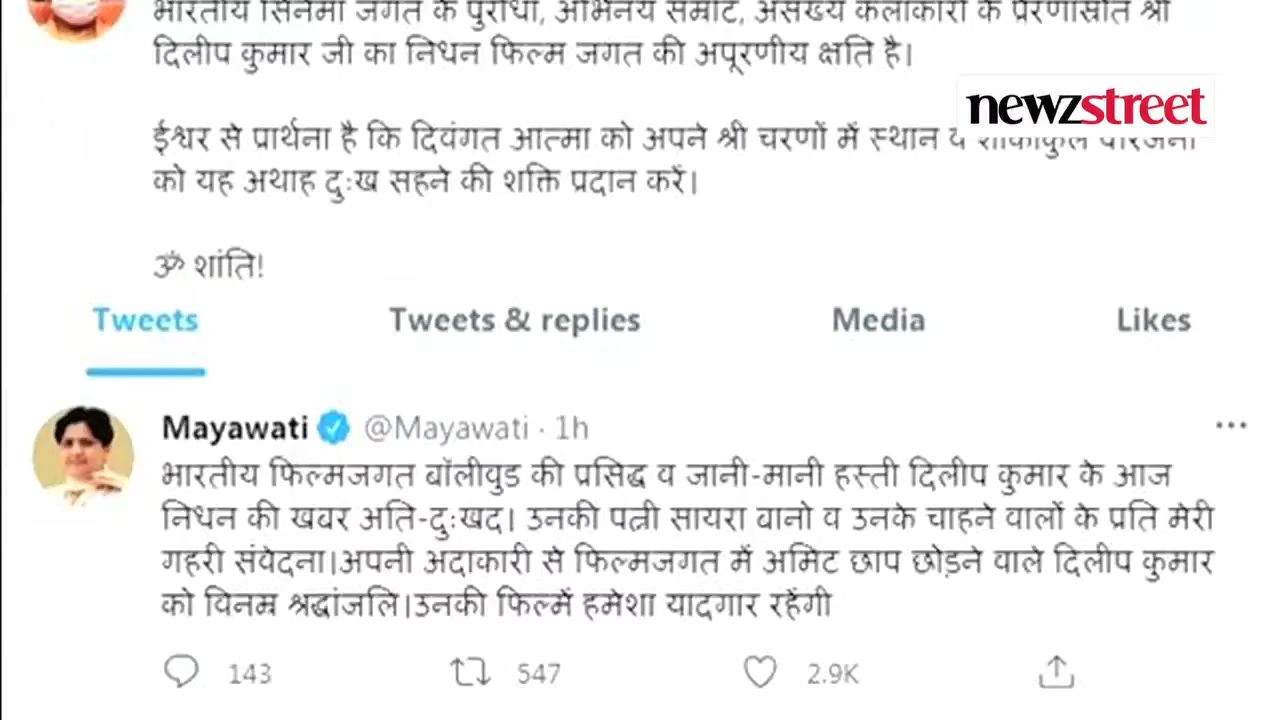 भारतीय सिनेमा जगत के पुरोधा, अभिनय सम्राट, असंख्य कलाकारों के प्रेरणास्रोत श्री
दिलीप कुमार जी का निधन फिल्म जगत की अपूरणीय क्षति है।
newzstreet
ईश्वर से प्रार्थना है कि दिवंगत आत्मा को अपने श्री चरणों में स्थान व शोकाकुल परिजनों
को यह अथाह दुःख सहने की शक्ति प्रदान करें।
ॐ शांति!
Tweets Tweets & replies Media Likes
Mayawati @Mayawati · 1h
भारतीय फिल्मजगत बॉलीवुड की प्रसिद्ध व जानी-मानी हस्ती दिलीप कुमार के आज
निधन की खबर अति-दुःखद। उनकी पत्नी सायरा बानो व उनके चाहने वालों के प्रति मेरी
गहरी संवेदना।अपनी अदाकारी से फिल्मजगत में अमिट छाप छोड़ने वाले दिलीप कुमार
को विनम्र श्रद्धांजलि।उनकी फिल्में हमेशा यादगार रहेंगी
143 547 2.9K